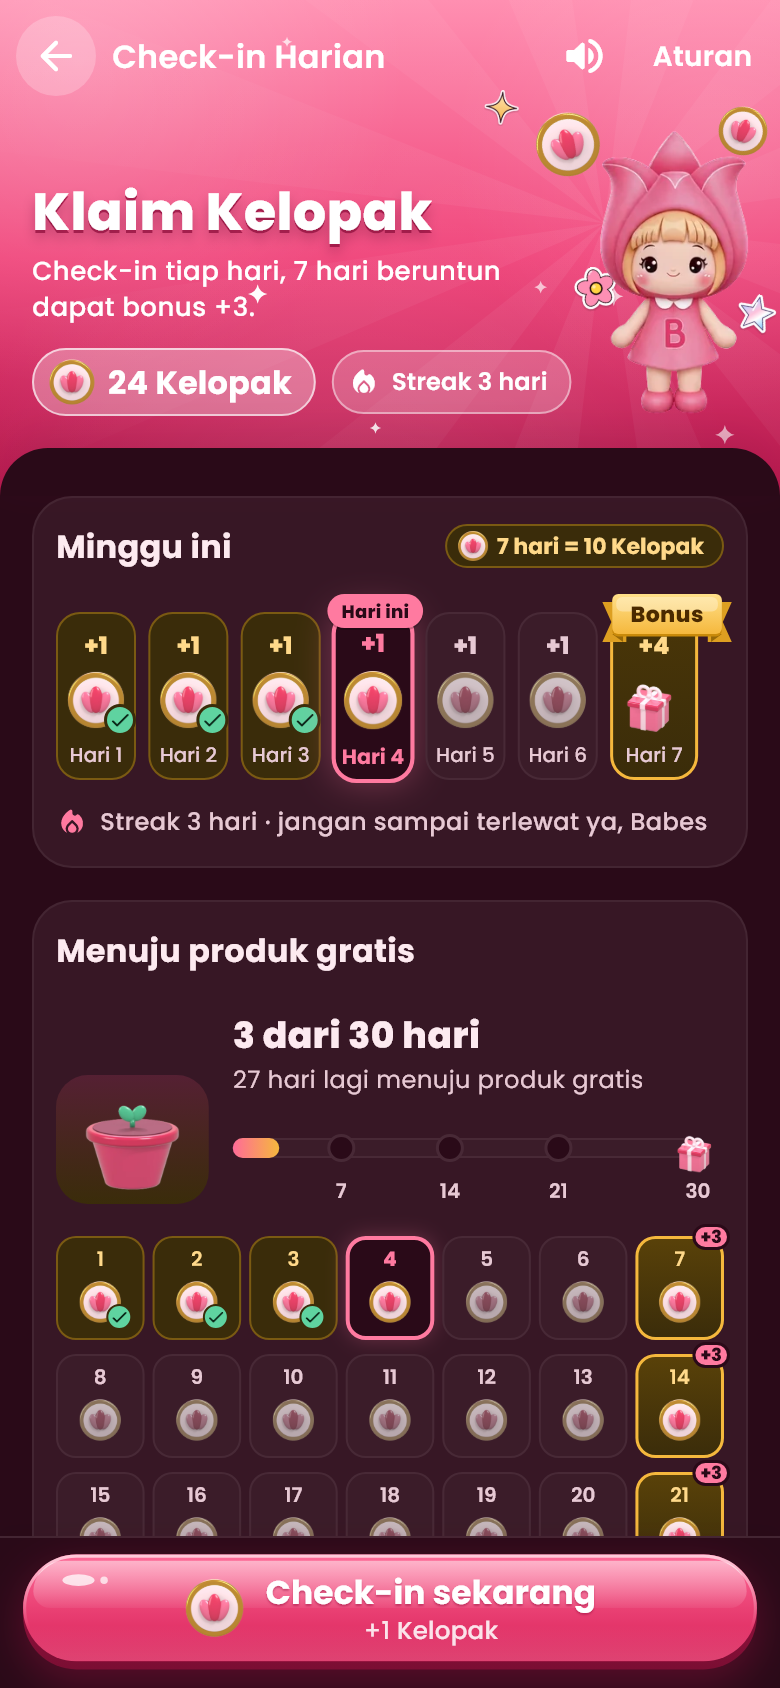 Check-in Harian
Aturan
Klaim Kelopak
Check-in tiap hari, 7 hari beruntun
dapat bonus +3.
B
24 Kelopak
Streak 3 hari
Minggu ini
7 hari = 10 Kelopak
Hari ini
Bonus
+1 +1 +1 +1 +1 +1 +4
Hari 1 Hari 2 Hari 3 Hari 4 Hari 5 Hari 6 Hari 7
Streak 3 hari · jangan sampai terlewat ya, Babes
Menuju produk gratis
3 dari 30 hari
27 hari lagi menuju produk gratis
7 14 21 30
+3
1 2 3 4 5 6 7
+3
8 9 10 11 12 13 14
+3
15 16 17 18 19 20 21
Check-in sekarang
+1 Kelopak